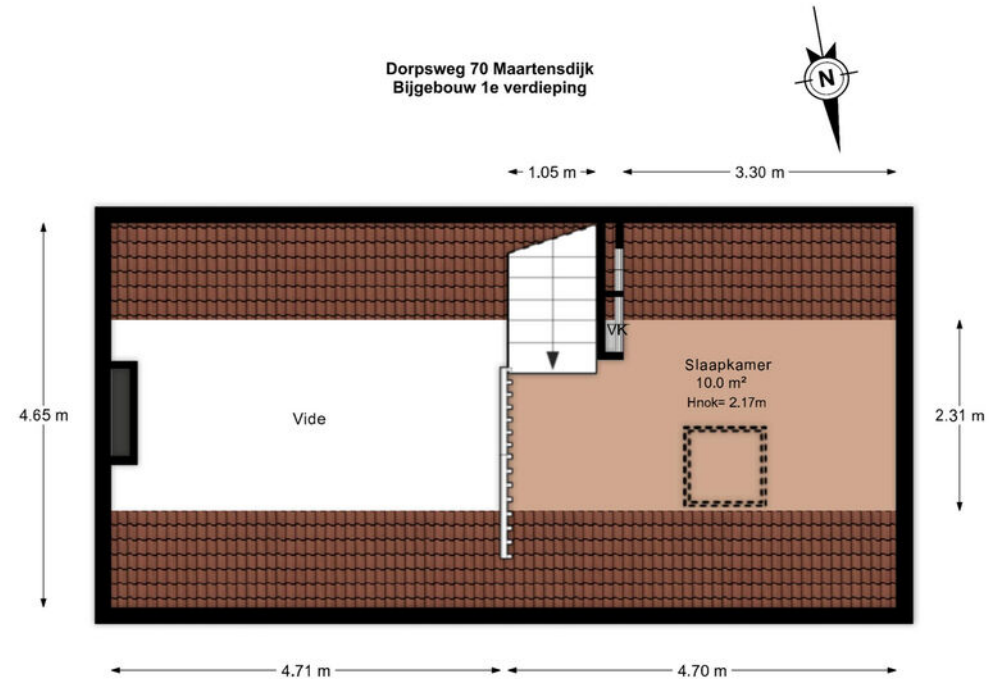 Dorpsweg 70 Maartensdijk
Bijgebouw 1e verdieping
N
1.05 m
3.30 m
VK
Slaapkamer
10.0 m²
Hnok= 2.17m
4.65 m
Vide
2.31 m
4.71 m
4.70 m